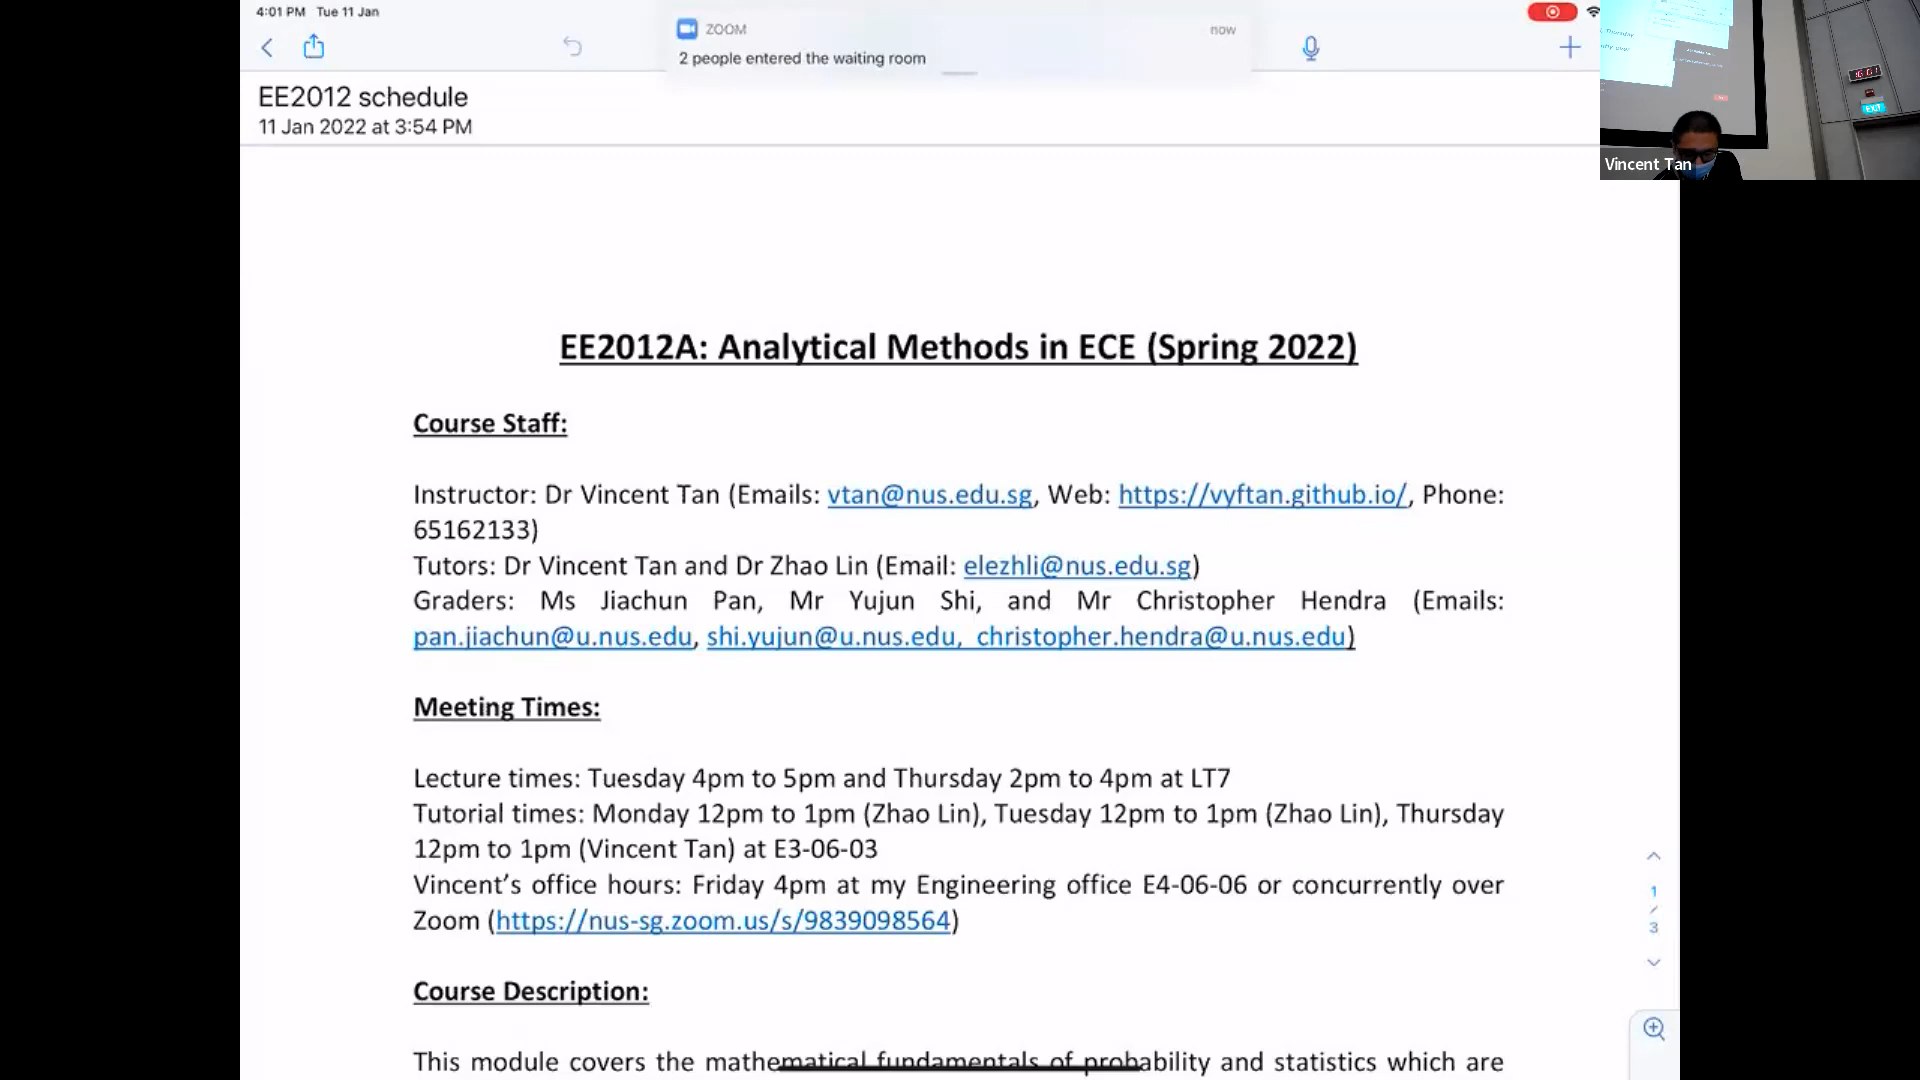 4:01 PM Tue 11 Jan
ZOOM
now
2 people entered the waiting room
EE2012 schedule
11 Jan 2022 at 3:54 PM
EXIT
Vincent Tan
EE2012A: Analytical Methods in ECE (Spring 2022)
Course Staff:
Instructor: Dr Vincent Tan (Emails: vtan@nus.edu.sg, Web: https://vyftan.github.io/, Phone:
65162133)
Tutors: Dr Vincent Tan and Dr Zhao Lin (Email: elezhli@nus.edu.sg)
Graders: Ms Jiachun Pan, Mr Yujun Shi, and Mr Christopher Hendra (Emails:
pan.jiachun@u.nus.edu, shi.yujun@u.nus.edu, christopher.hendra@u.nus.edu)
Meeting Times:
Lecture times: Tuesday 4pm to 5pm and Thursday 2pm to 4pm at LT7
Tutorial times: Monday 12pm to 1pm (Zhao Lin), Tuesday 12pm to 1pm (Zhao Lin), Thursday
12pm to 1pm (Vincent Tan) at E3-06-03
Vincent’s office hours: Friday 4pm at my Engineering office E4-06-06 or concurrently over
Zoom (https://nus-sg.zoom.us/s/9839098564)
1
/
3
Course Description:
This module covers the mathematical fundamentals of probability and statistics which are